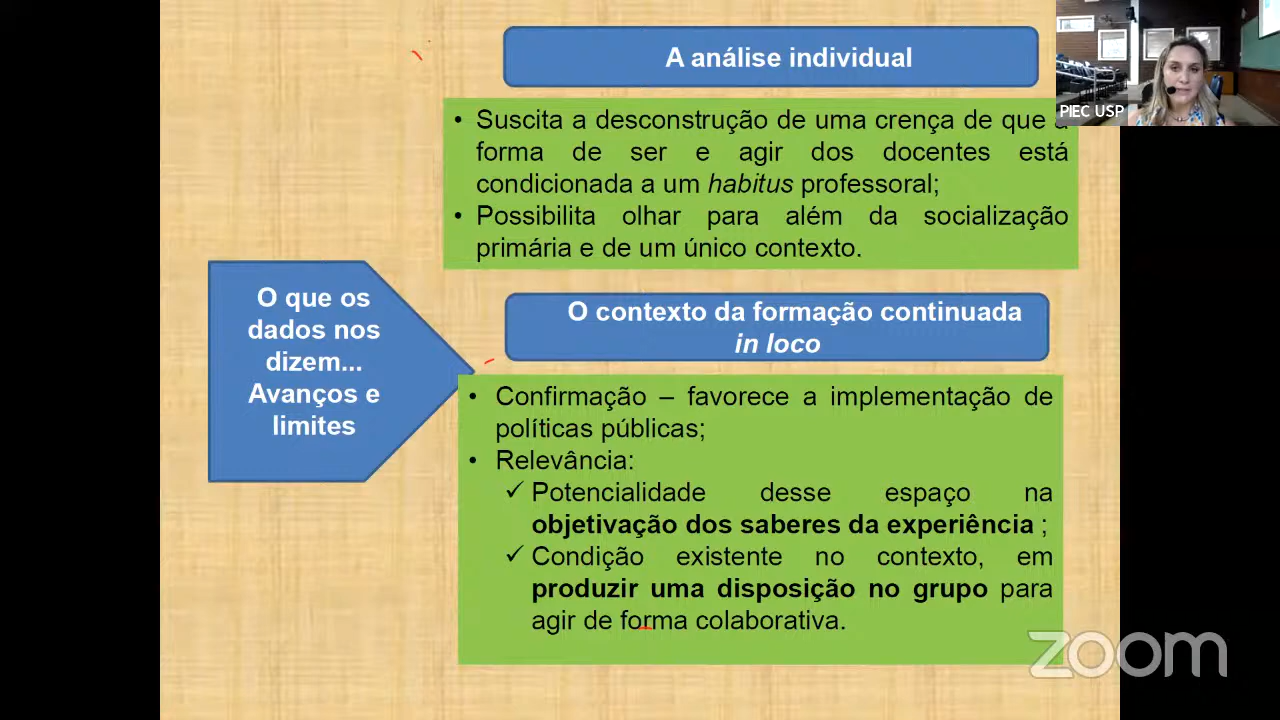 A análise individual
PIEC USP
• Suscita a desconstrução de uma crença de que a
forma de ser e agir dos docentes está
condicionada a um habitus professoral;
• Possibilita olhar para além da socialização
primária e de um único contexto.
O que os
dados nos
dizem...
Avanços e
limites
O contexto da formação continuada
in loco
• Confirmação – favorece a implementação de
políticas públicas;
• Relevância:
✓ Potencialidade desse espaço na
objetivação dos saberes da experiência ;
✓ Condição existente no contexto, em
produzir uma disposição no grupo para
agir de forma colaborativa.
zoom